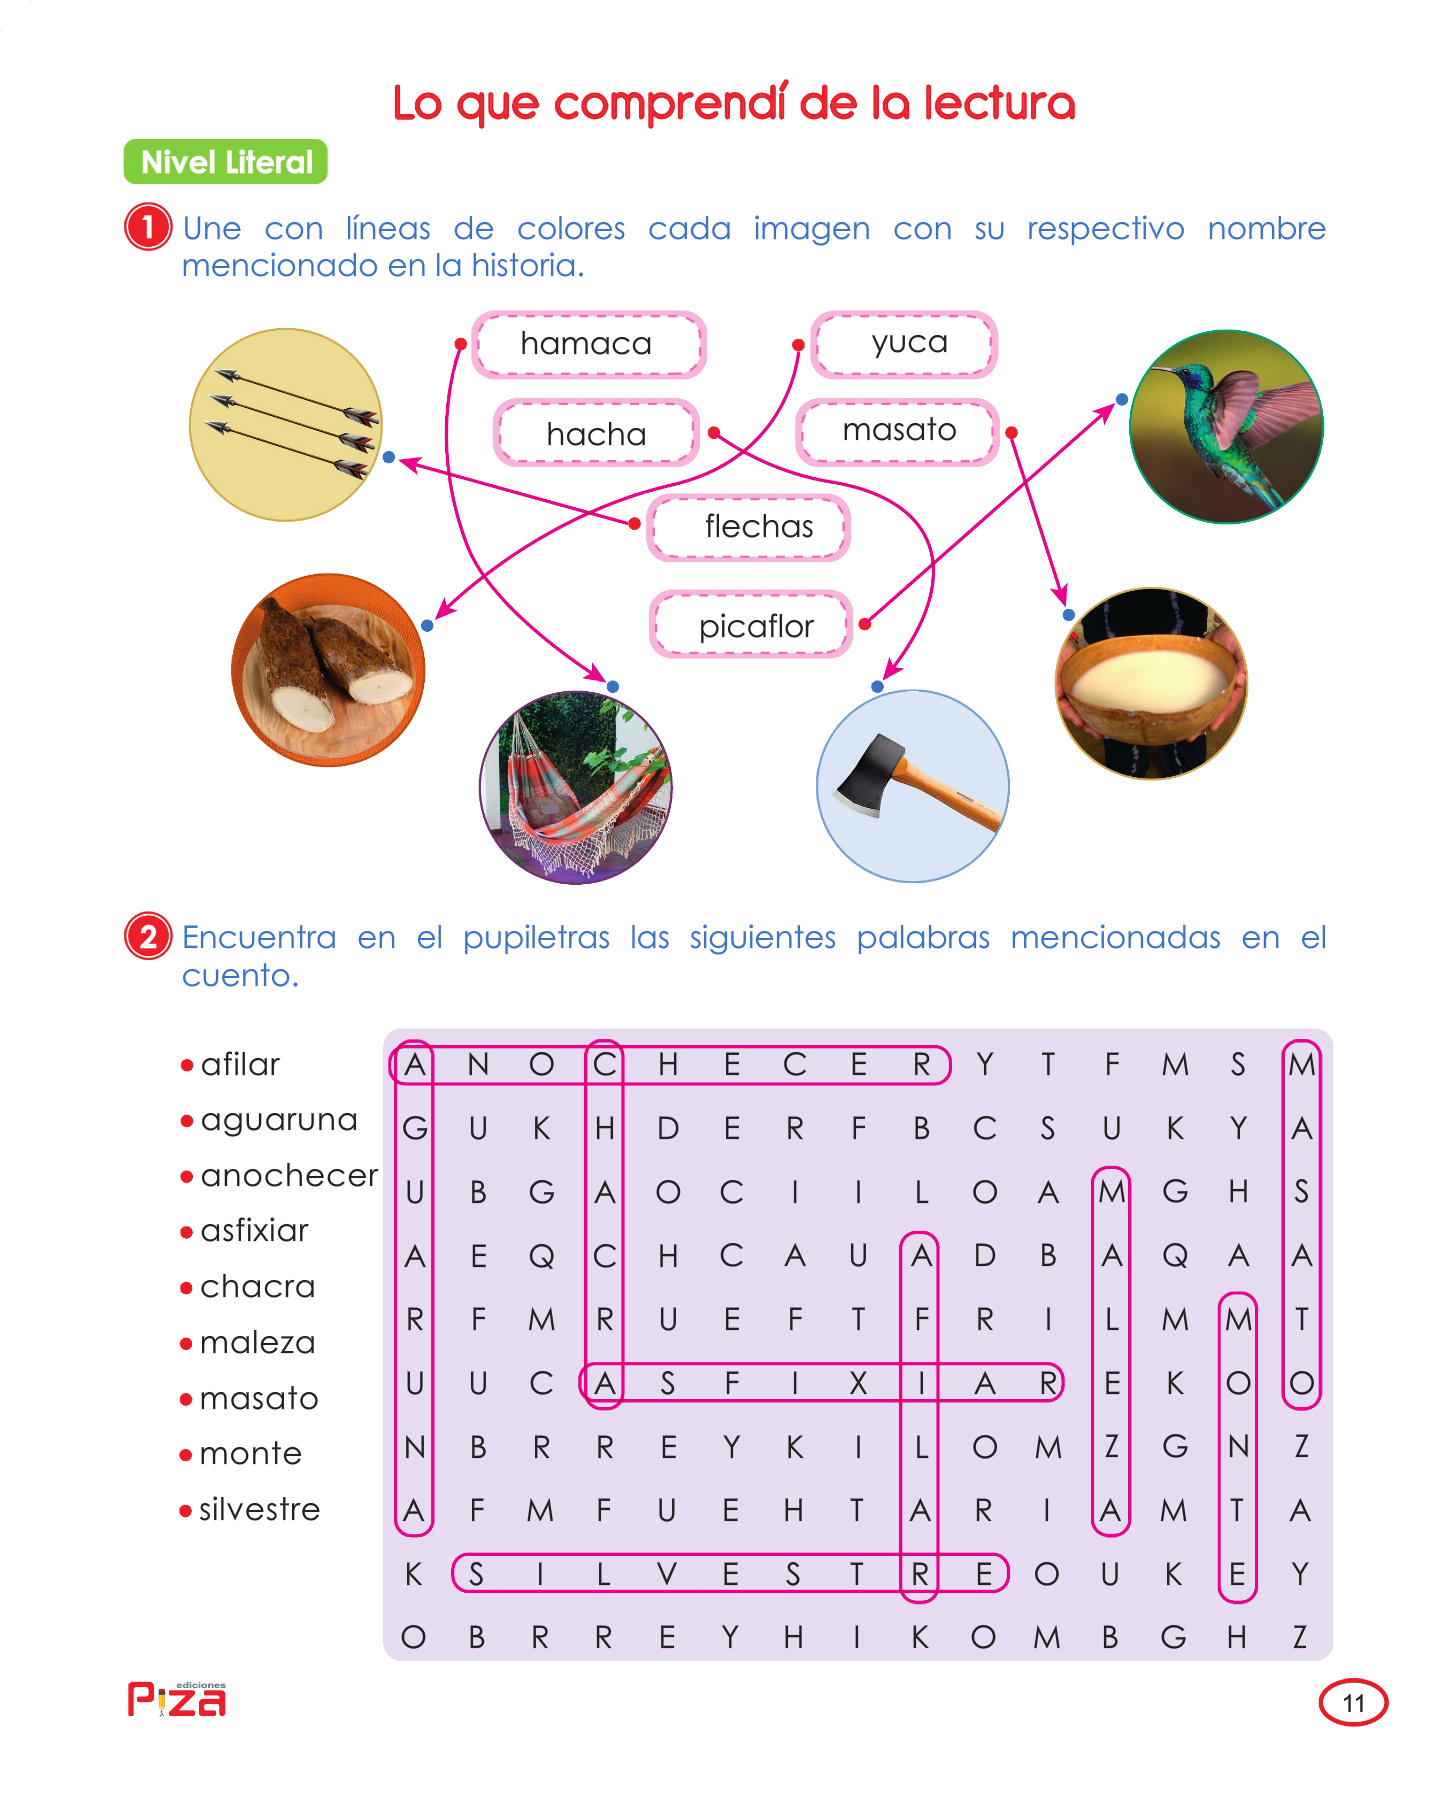 Lo que comprendí de la lectura
Nivel Literal
1 Une con líneas de colores cada imagen con su respectivo nombre
mencionado en la historia.
hamaca
yuca
hacha
masato
flechas
picaflor
2 Encuentra en el pupiletras las siguientes palabras mencionadas en el
cuento.
• afilar
• aguaruna
• anochecer
• asfixiar
• chacra
• maleza
• masato
• monte
• silvestre
A N O C H E C E R Y T F M S M
G U K H D E R F B C S U K Y A
U B G A O C I I L O A M G H S
A E Q C H C A U A D B A Q A A
R F M R U E F T F R I L M M T
U U C A S F I X I A R E K O O
N B R R E Y K I L O M Z G N Z
A F M F U E H T A R I A M T A
K S I L V E S T R E O U K E Y
O B R R E Y H I K O M B G H Z
ediciones
Piza
11